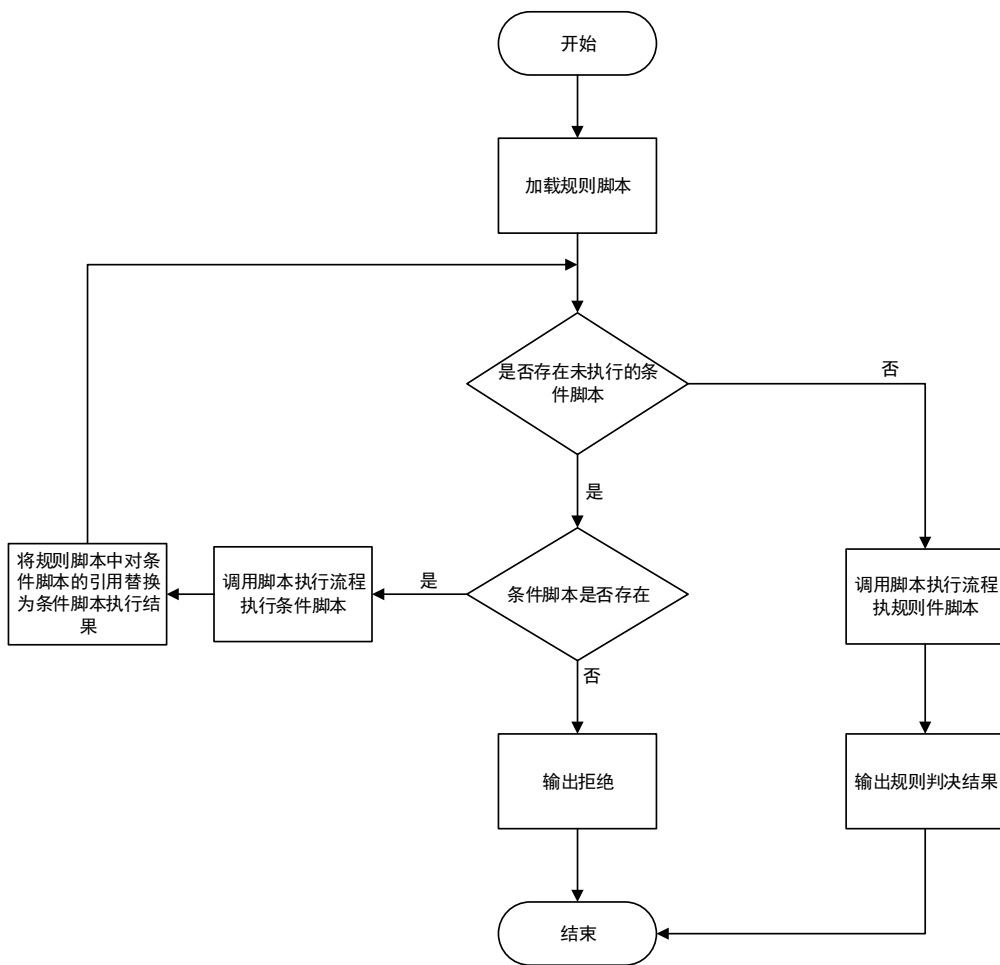 开始
加载规则脚本
是否存在未执行的条
件脚本
否
是
将规则脚本中对条
件脚本的引用替换
为条件脚本执行结
果
调用脚本执行流程
执行条件脚本
是
条件脚本是否存在
调用脚本执行流程
执规则件脚本
否
输出拒绝
输出规则判决结果
结束